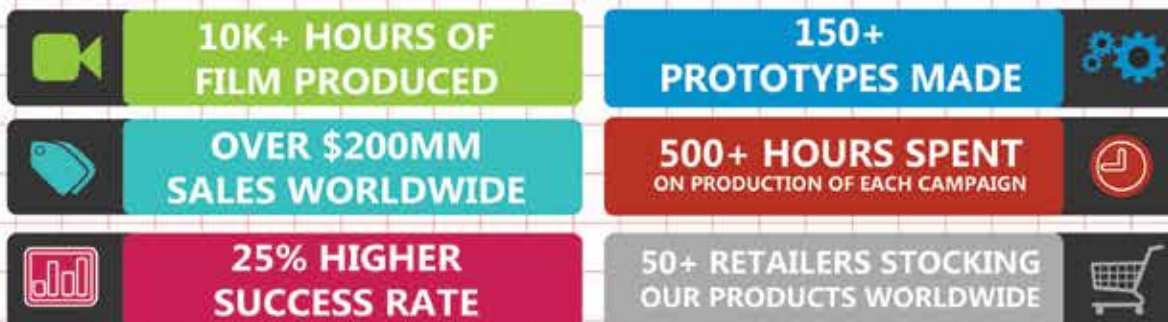 10K+ HOURS OF
FILM PRODUCED
150+
PROTOTYPES MADE
OVER $200MM
SALES WORLDWIDE
500+ HOURS SPENT
ON PRODUCTION OF EACH CAMPAIGN
25% HIGHER
SUCCESS RATE
50+ RETAILERS STOCKING
OUR PRODUCTS WORLDWIDE